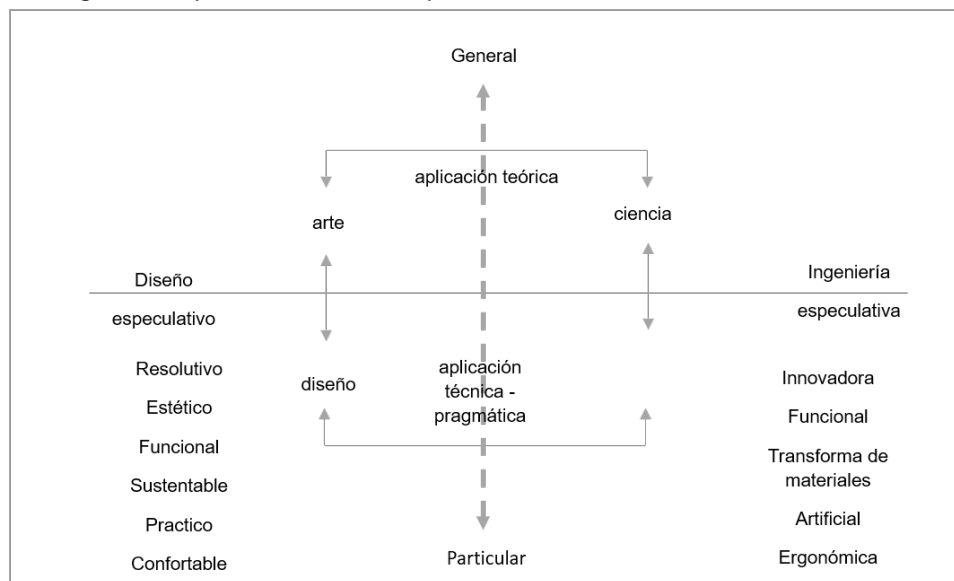 General
aplicación teórica
arte
ciencia
Diseño
Ingeniería
especulativo
especulativa
Resolutivo
diseño
aplicación
técnica -
pragmática
Innovadora
Estético
Funcional
Funcional
Transforma de
materiales
Sustentable
Practico
Artificial
Confortable
Particular
Ergonómica